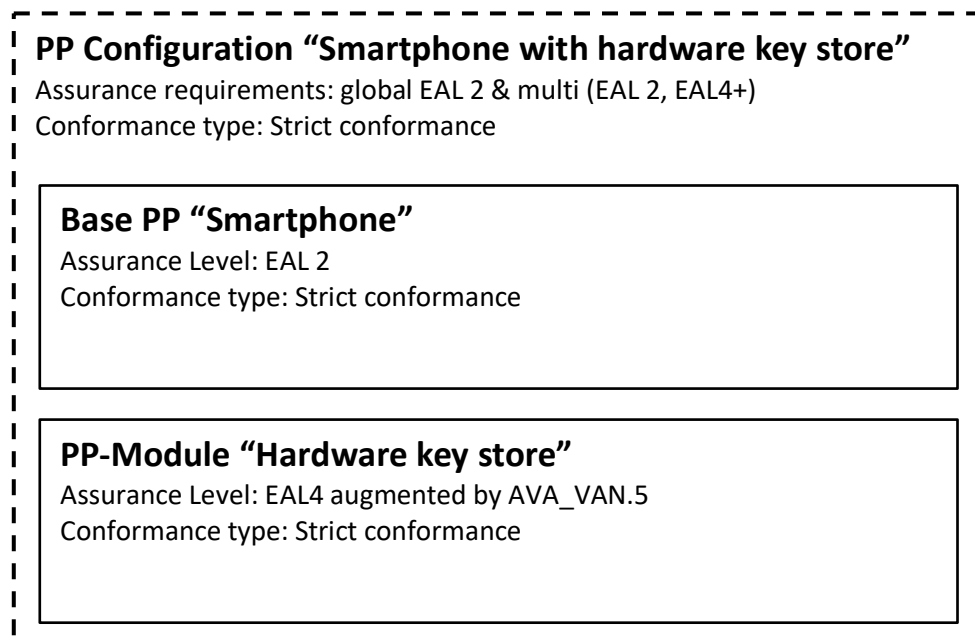 PP Configuration “Smartphone with hardware key store”
Assurance requirements: global EAL 2 & multi (EAL 2, EAL4+)
Conformance type: Strict conformance
Base PP “Smartphone”
Assurance Level: EAL 2
Conformance type: Strict conformance
PP-Module “Hardware key store”
Assurance Level: EAL4 augmented by AVA_VAN.5
Conformance type: Strict conformance